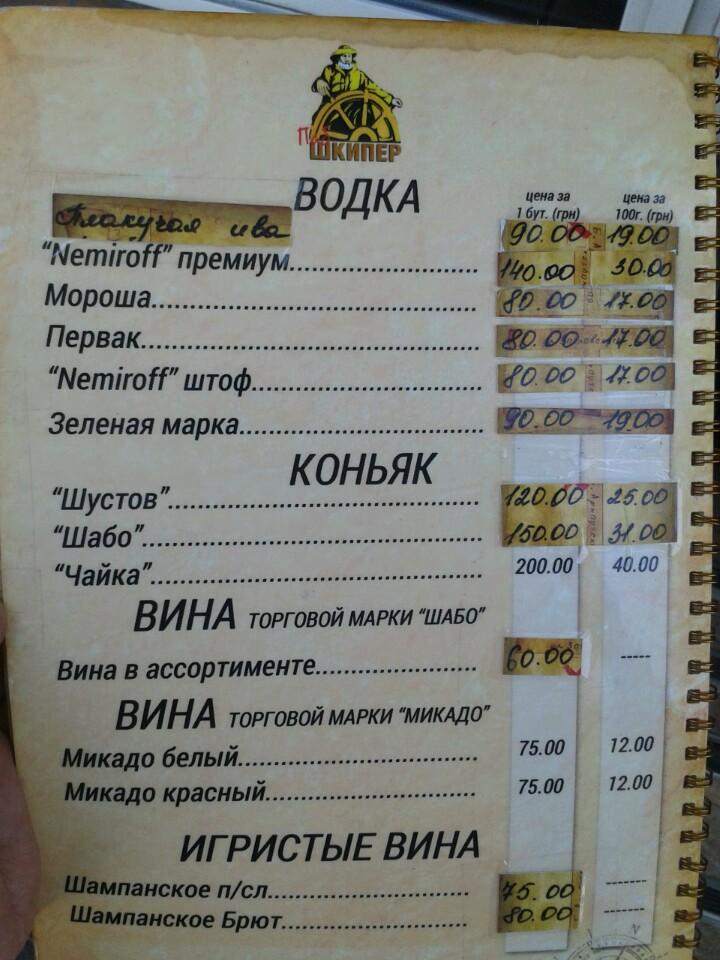 ШКИПЕР
ВОДКА
цена за 1 бут. (грн) цена за 100г. (грн)
Плакучая ива 90.00 19.00
“Nemiroff” премиум.......................... 140.00 30.00
Мороша............................................. 80.00 17.00
Первак............................................... 80.00 17.00
“Nemiroff” штоф................................ 80.00 17.00
Зеленая марка.................................. 90.00 19.00
КОНЬЯК
“Шустов”........................................... 120.00 25.00
“Шабо”.............................................. 150.00 31.00
“Чайка”.............................................. 200.00 40.00
ВИНА ТОРГОВОЙ МАРКИ “ШАБО”
Вина в ассортименте....................... 60.00 -----
ВИНА ТОРГОВОЙ МАРКИ “МИКАДО”
Микадо белый.................................. 75.00 12.00
Микадо красный.............................. 75.00 12.00
ИГРИСТЫЕ ВИНА
Шампанское п/сл............................ 75.00 -------
Шампанское Брют.......................... 80.00 ------
N